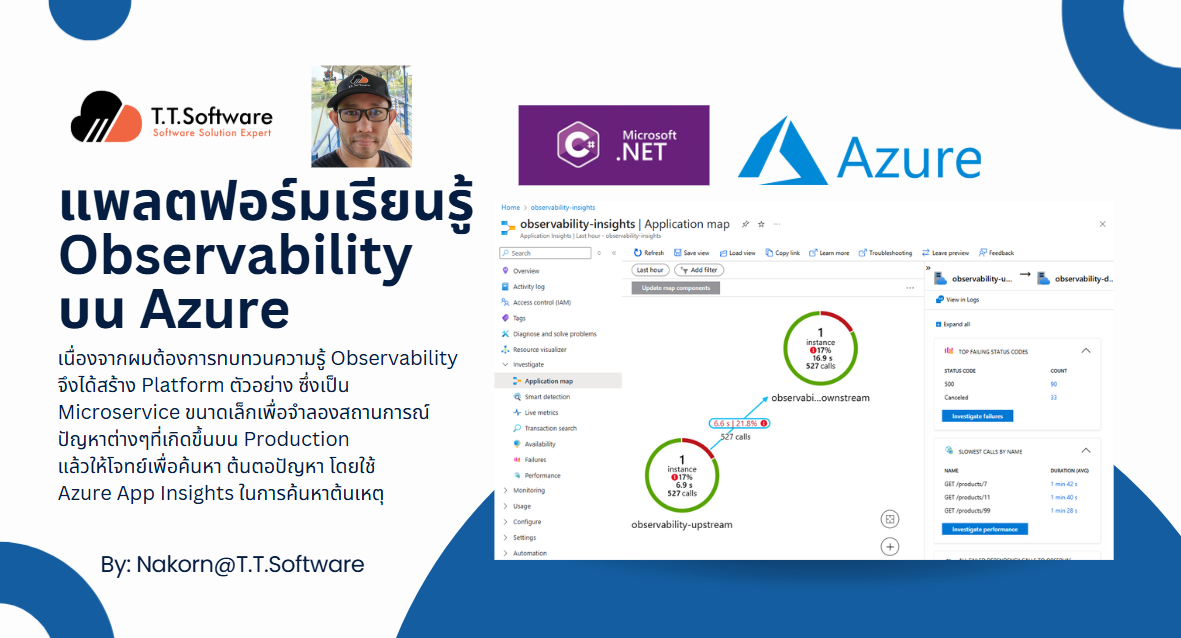 T.T.Software
Software Solution Expert
แพลตฟอร์มเรียนรู้
Observability
บน Azure
เนื่องจากผมต้องการทบทวนความรู้ Observability
จึงได้สร้าง Platform ตัวอย่าง ซึ่งเป็น
Microservice ขนาดเล็กเพื่อจำลองสถานการณ์
ปัญหาต่างๆที่เกิดขึ้นบน Production
แล้วให้โจทย์เพื่อค้นหา ต้นตอปัญหา โดยใช้
Azure App Insights ในการค้นหาต้นเหตุ
By: Nakorn@T.T.Software
C#
Microsoft
.NET
Azure
Home > observability-insights
observability-insights | Application map
Application Insights | Last hour - observability-insights
Search
Overview
Activity log
Access control (IAM)
Tags
Diagnose and solve problems
Resource visualizer
Investigate
Application map
Smart detection
Live metrics
Transaction search
Availability
Failures
Performance
Monitoring
Usage
Configure
Settings
Automation
Refresh Save view Load view Copy link Learn more Troubleshooting Leave preview Feedback
Last hour Add filter
Update map components
1
instance
17%
16.9 s
527 calls
observabi...ownstream
6.6 s | 21.8%
527 calls
1
instance
17%
6.9 s
527 calls
observability-upstream
observability-u... → observability-d...
View in Logs
Expand all
TOP FAILING STATUS CODES
STATUS CODE COUNT
500 90
Canceled 33
Investigate failures
SLOWEST CALLS BY NAME
NAME DURATION (AVG)
GET /products/7 1 min 42 s
GET /products/11 1 min 40 s
GET /products/99 1 min 28 s
Investigate performance